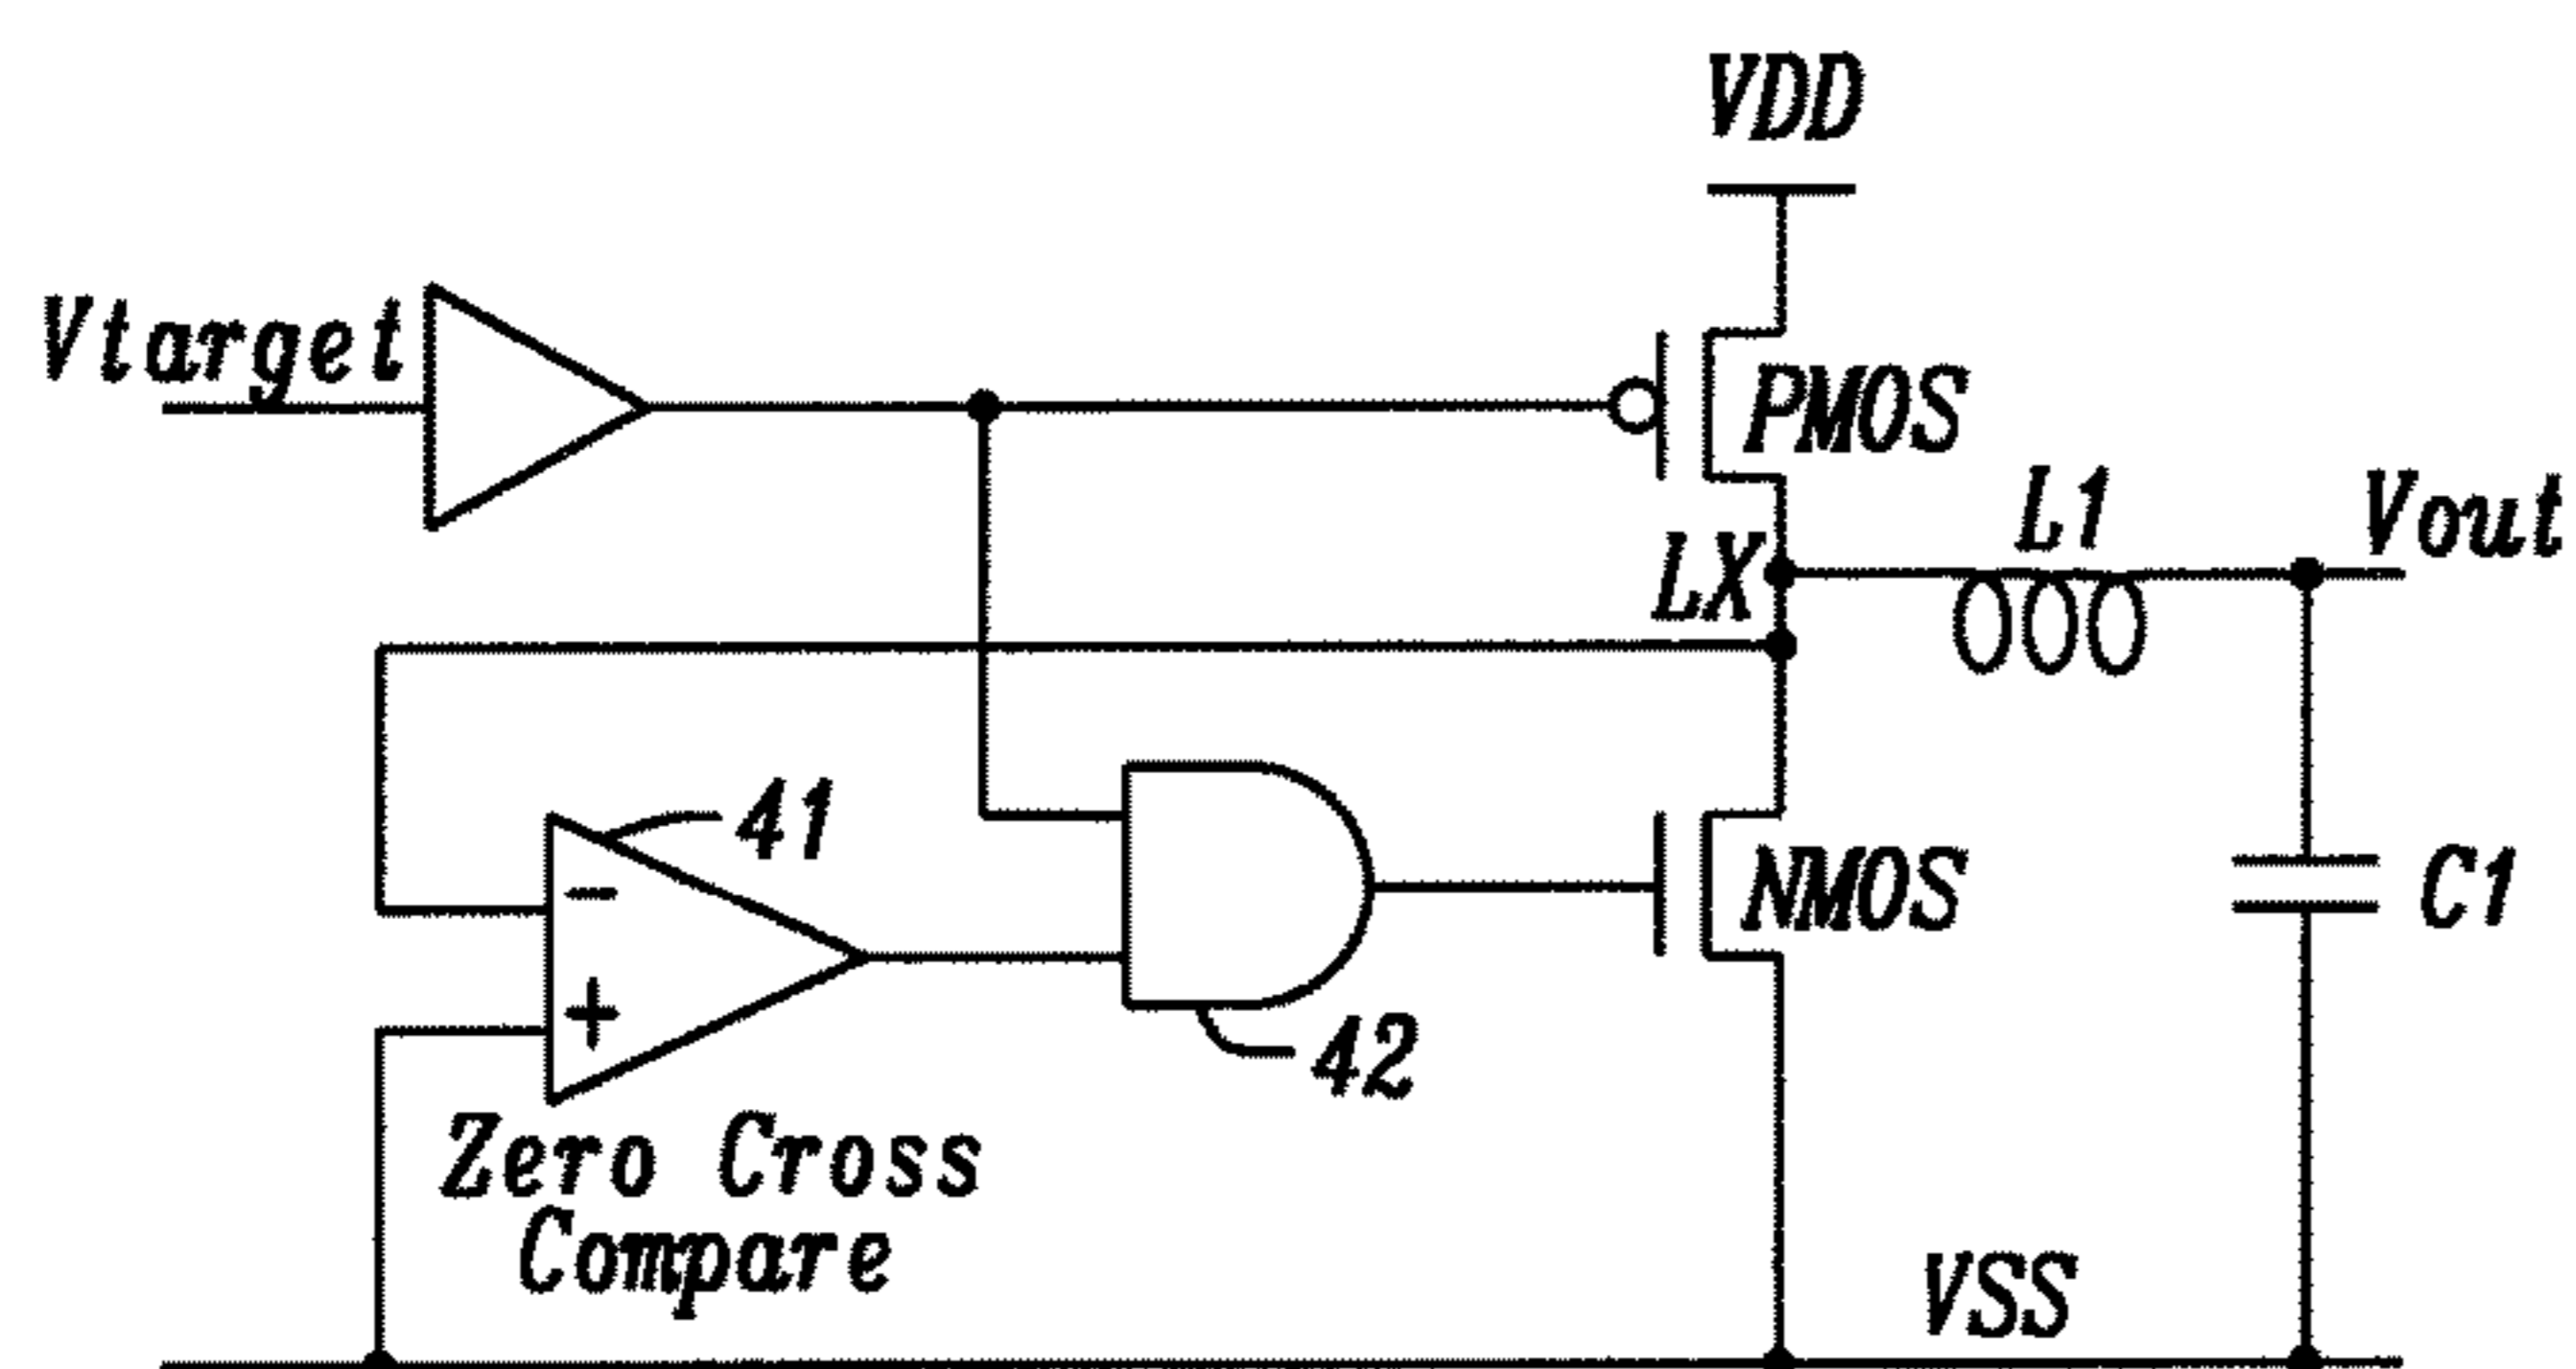 VDD
Vtarget
PMOS
L1
Vout
LX
41
-
+
NMOS
C1
42
Zero Cross
Compare
VSS